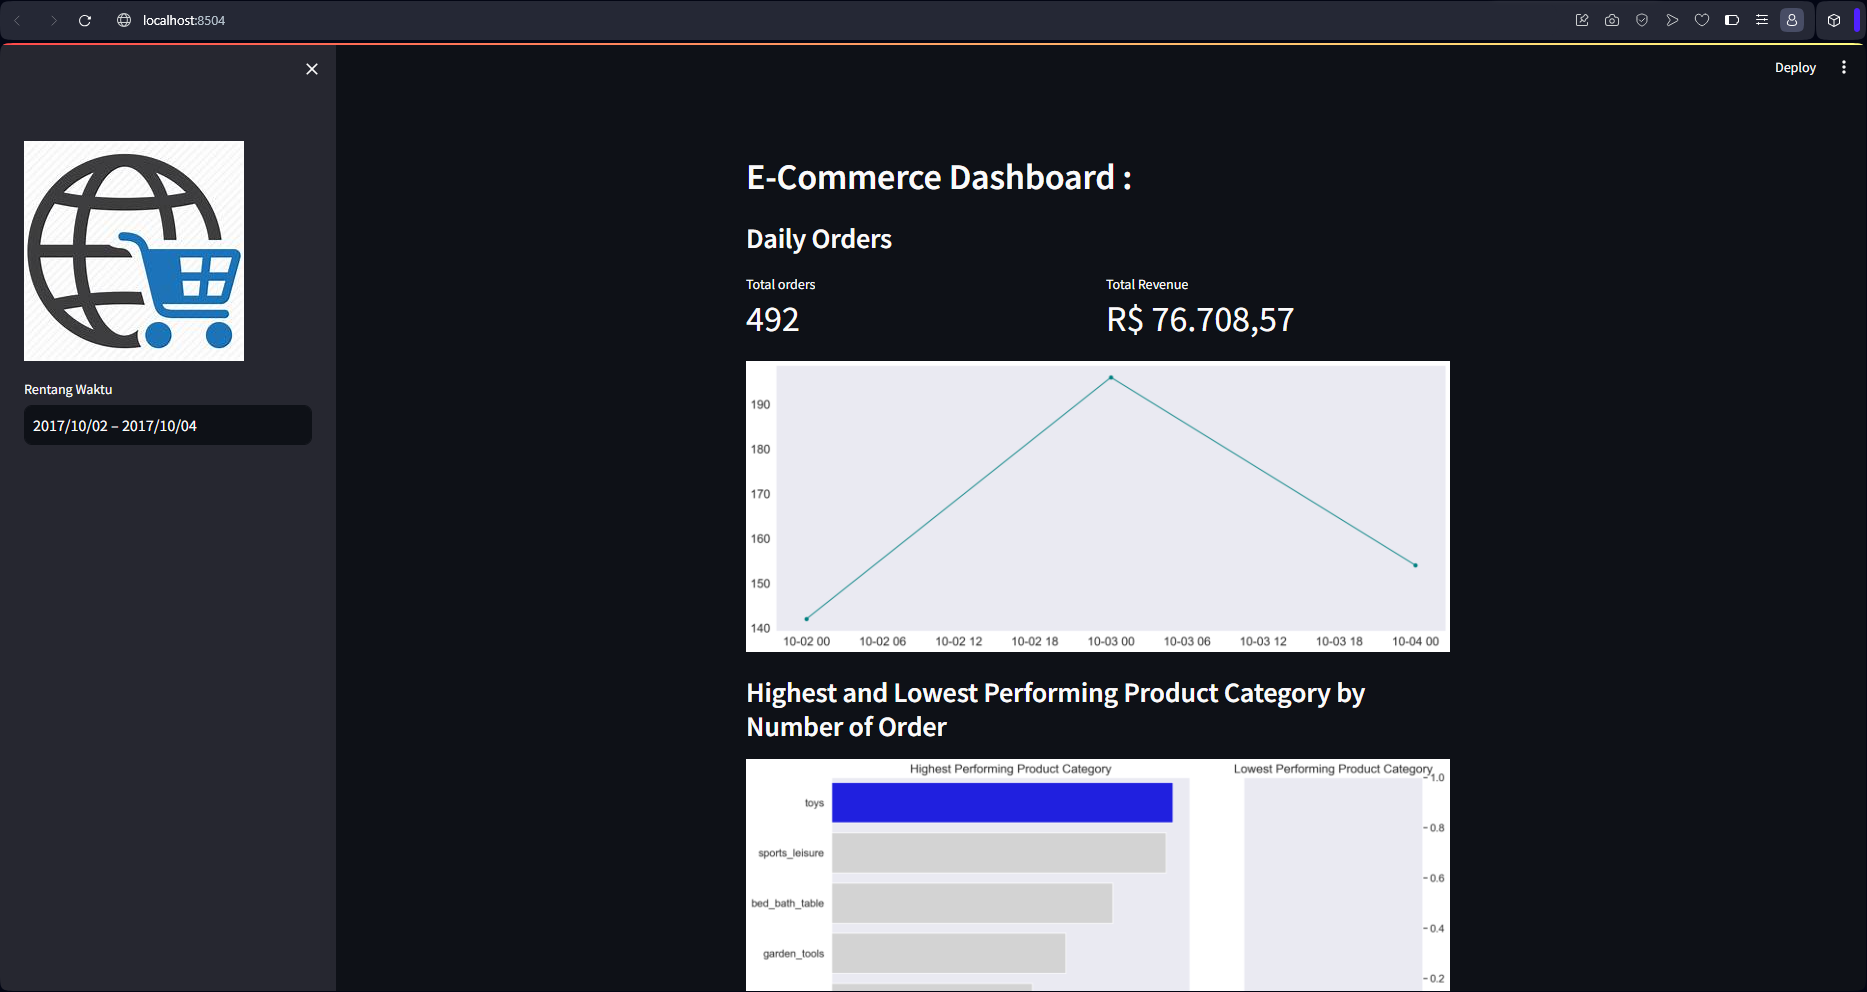 localhost:8504
Deploy
Rentang Waktu
2017/10/02 – 2017/10/04
E-Commerce Dashboard :
Daily Orders
Total orders
492
Total Revenue
R$ 76.708,57
190
180
170
160
150
140
10-02 00 10-02 06 10-02 12 10-02 18 10-03 00 10-03 06 10-03 12 10-03 18 10-04 00
Highest and Lowest Performing Product Category by
Number of Order
Highest Performing Product Category
toys
sports_leisure
bed_bath_table
garden_tools
Lowest Performing Product Category
1.0
0.8
0.6
0.4
0.2